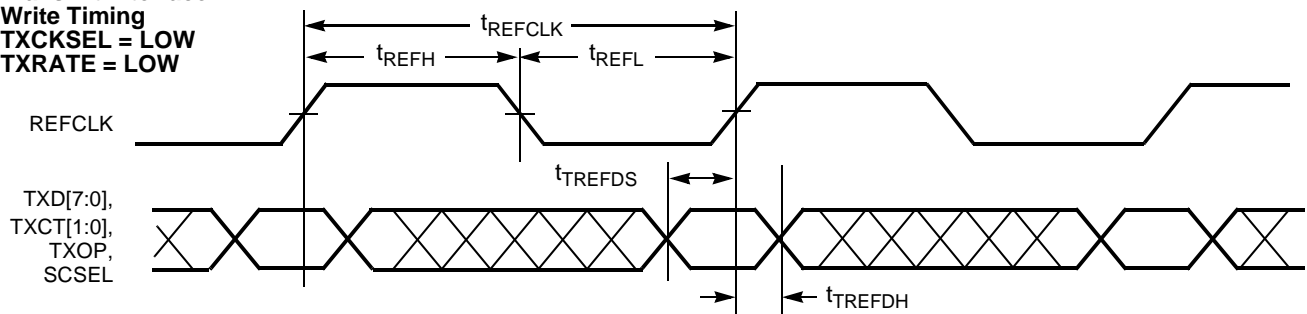 Write Timing
TXCKSEL = LOW
TXRATE = LOW
tREFCLK
tREFH
tREFL
REFCLK
tTREFDS
TXD[7:0],
TXCT[1:0],
TXOP,
SCSEL
tTREFDH